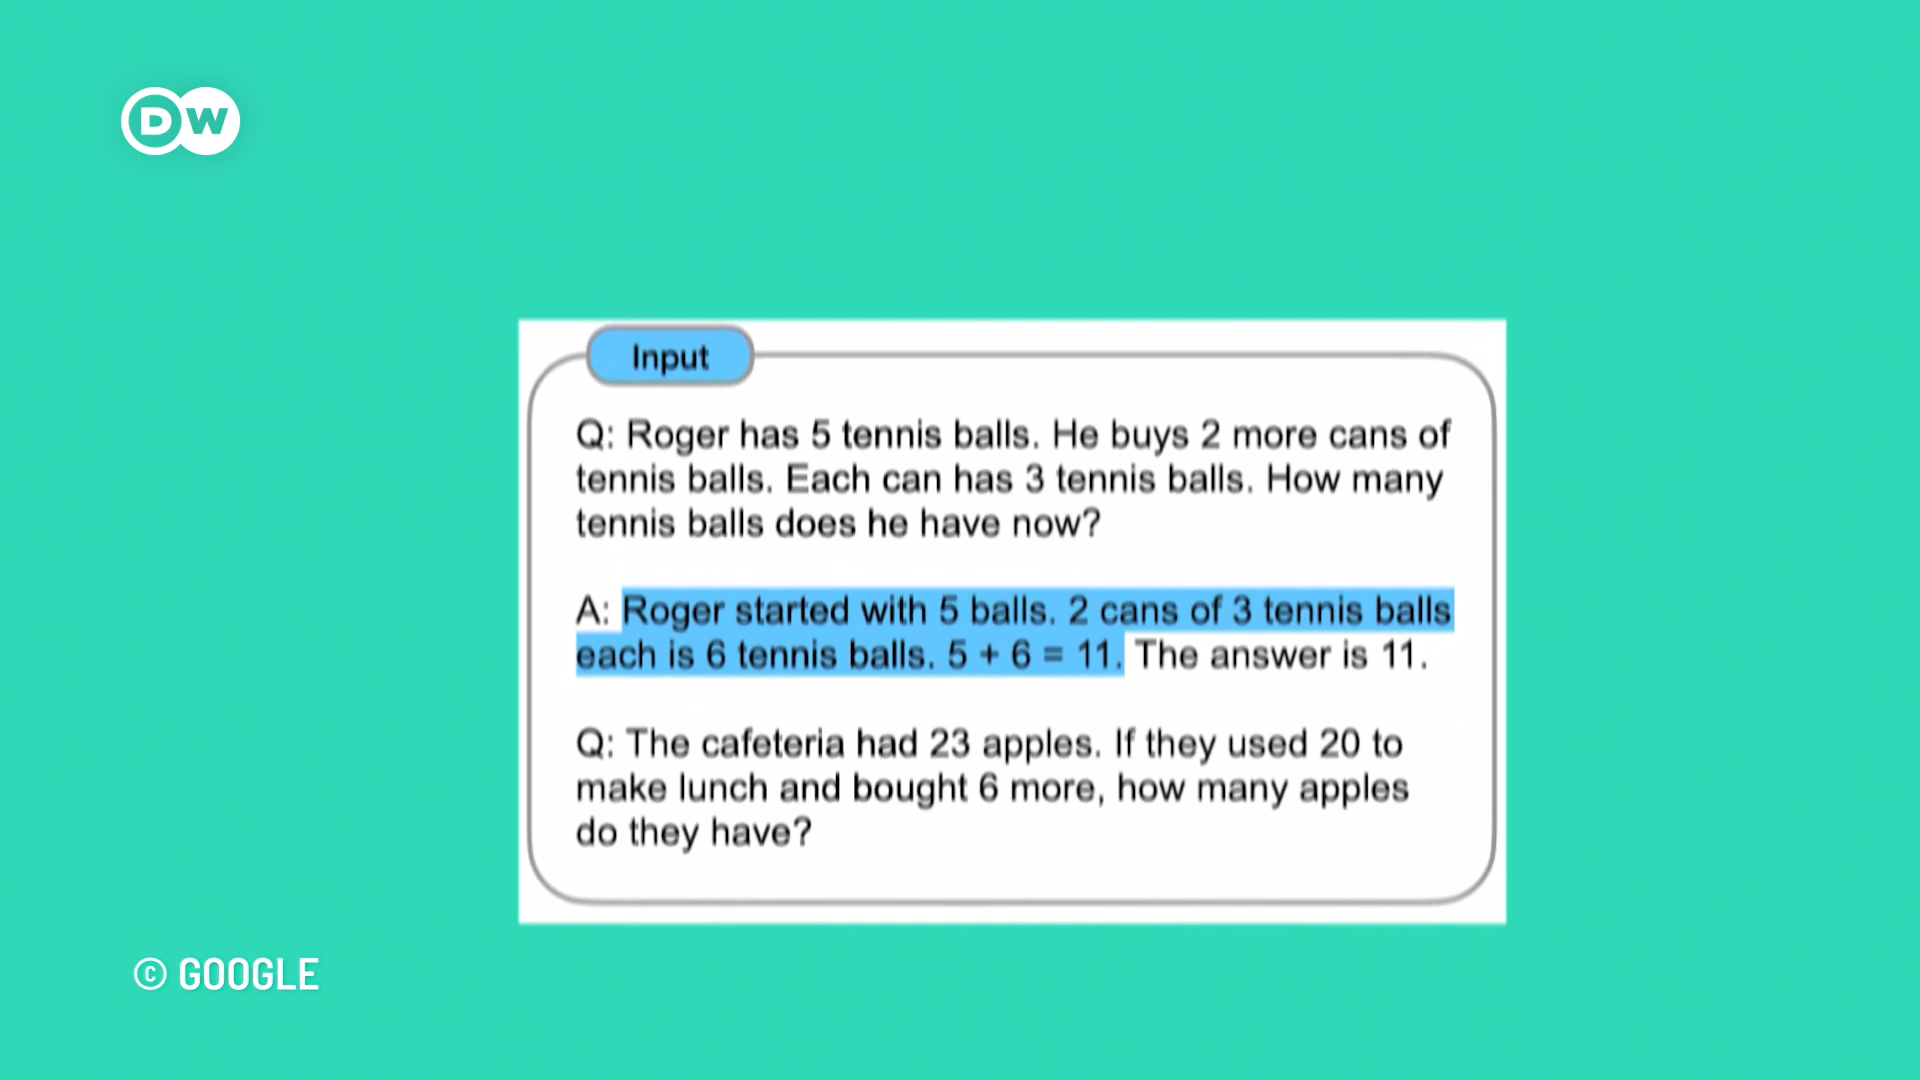 DW
Input
Q: Roger has 5 tennis balls. He buys 2 more cans of
tennis balls. Each can has 3 tennis balls. How many
tennis balls does he have now?
A: Roger started with 5 balls. 2 cans of 3 tennis balls
each is 6 tennis balls. 5 + 6 = 11. The answer is 11.
Q: The cafeteria had 23 apples. If they used 20 to
make lunch and bought 6 more, how many apples
do they have?
© GOOGLE